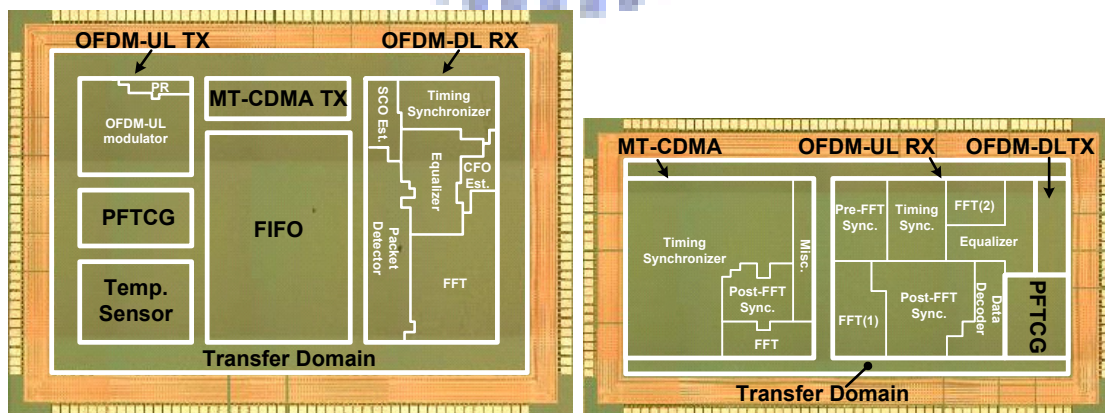 OFDM-UL TX
OFDM-DL RX
PR
OFDM-UL
modulator
MT-CDMA TX
SCO Est.
Timing
Synchronizer
Equalizer
CFO
Est.
PFTCG
FIFO
Packet
Detector
FFT
Temp.
Sensor
Transfer Domain
MT-CDMA
OFDM-UL RX
OFDM-DLTX
Timing
Synchronizer
Misc.
Post-FFT
Sync.
FFT
Pre-FFT
Sync.
Timing
Sync.
FFT(2)
Equalizer
FFT(1)
Post-FFT
Sync.
Data
Decoder
PFTCG
Transfer Domain